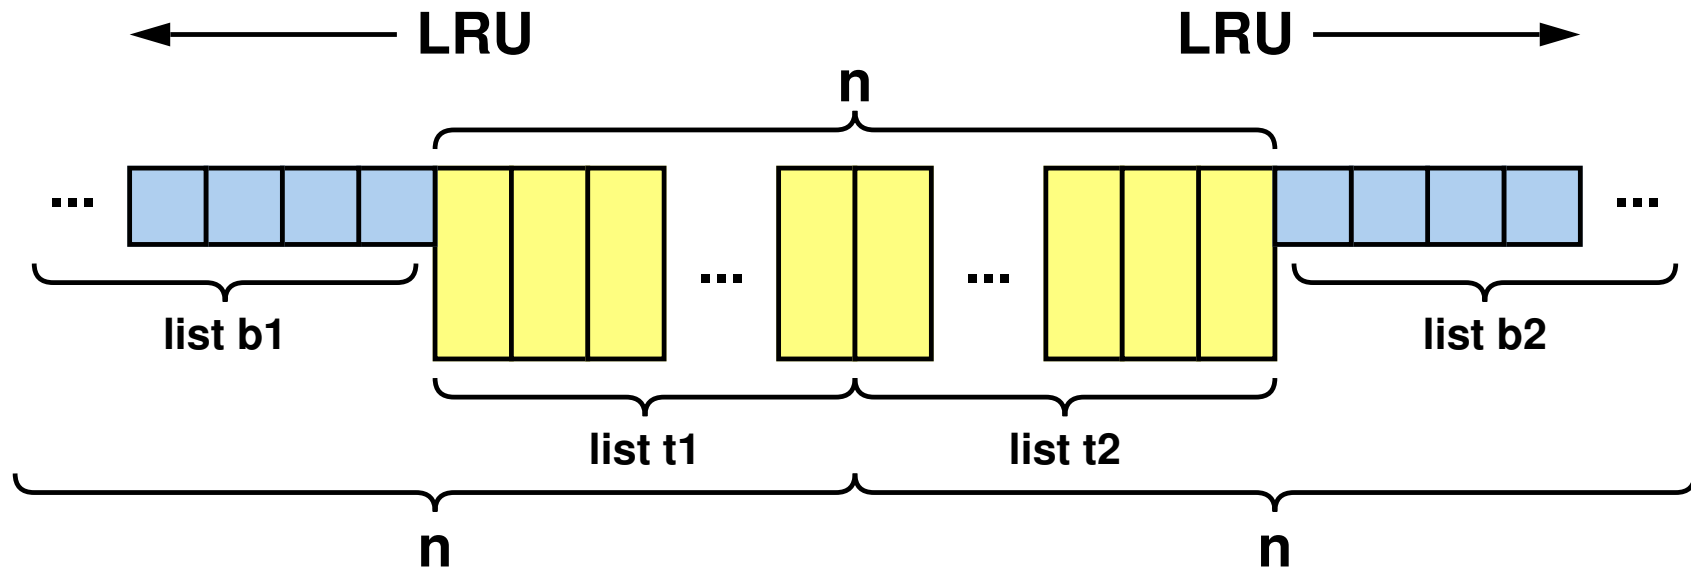 LRU LRU
n
... ... ... ...
list b1 list b2
list t1 list t2
n n